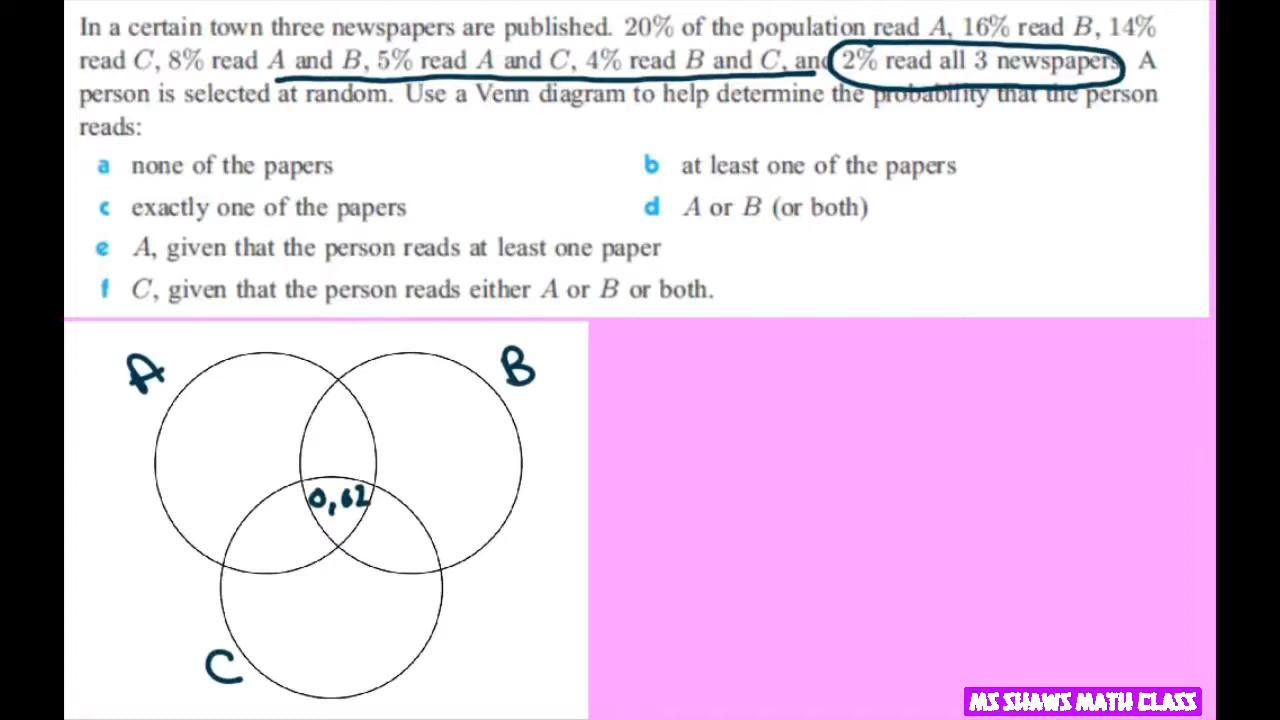 In a certain town three newspapers are published. 20% of the population read A, 16% read B, 14%
read C, 8% read A and B, 5% read A and C, 4% read B and C, and 2% read all 3 newspapers. A
person is selected at random. Use a Venn diagram to help determine the probability that the person
reads:
a none of the papers
b at least one of the papers
c exactly one of the papers
d A or B (or both)
e A, given that the person reads at least one paper
f C, given that the person reads either A or B or both.
A
B
0,02
C
MS SHAWS MATH CLASS